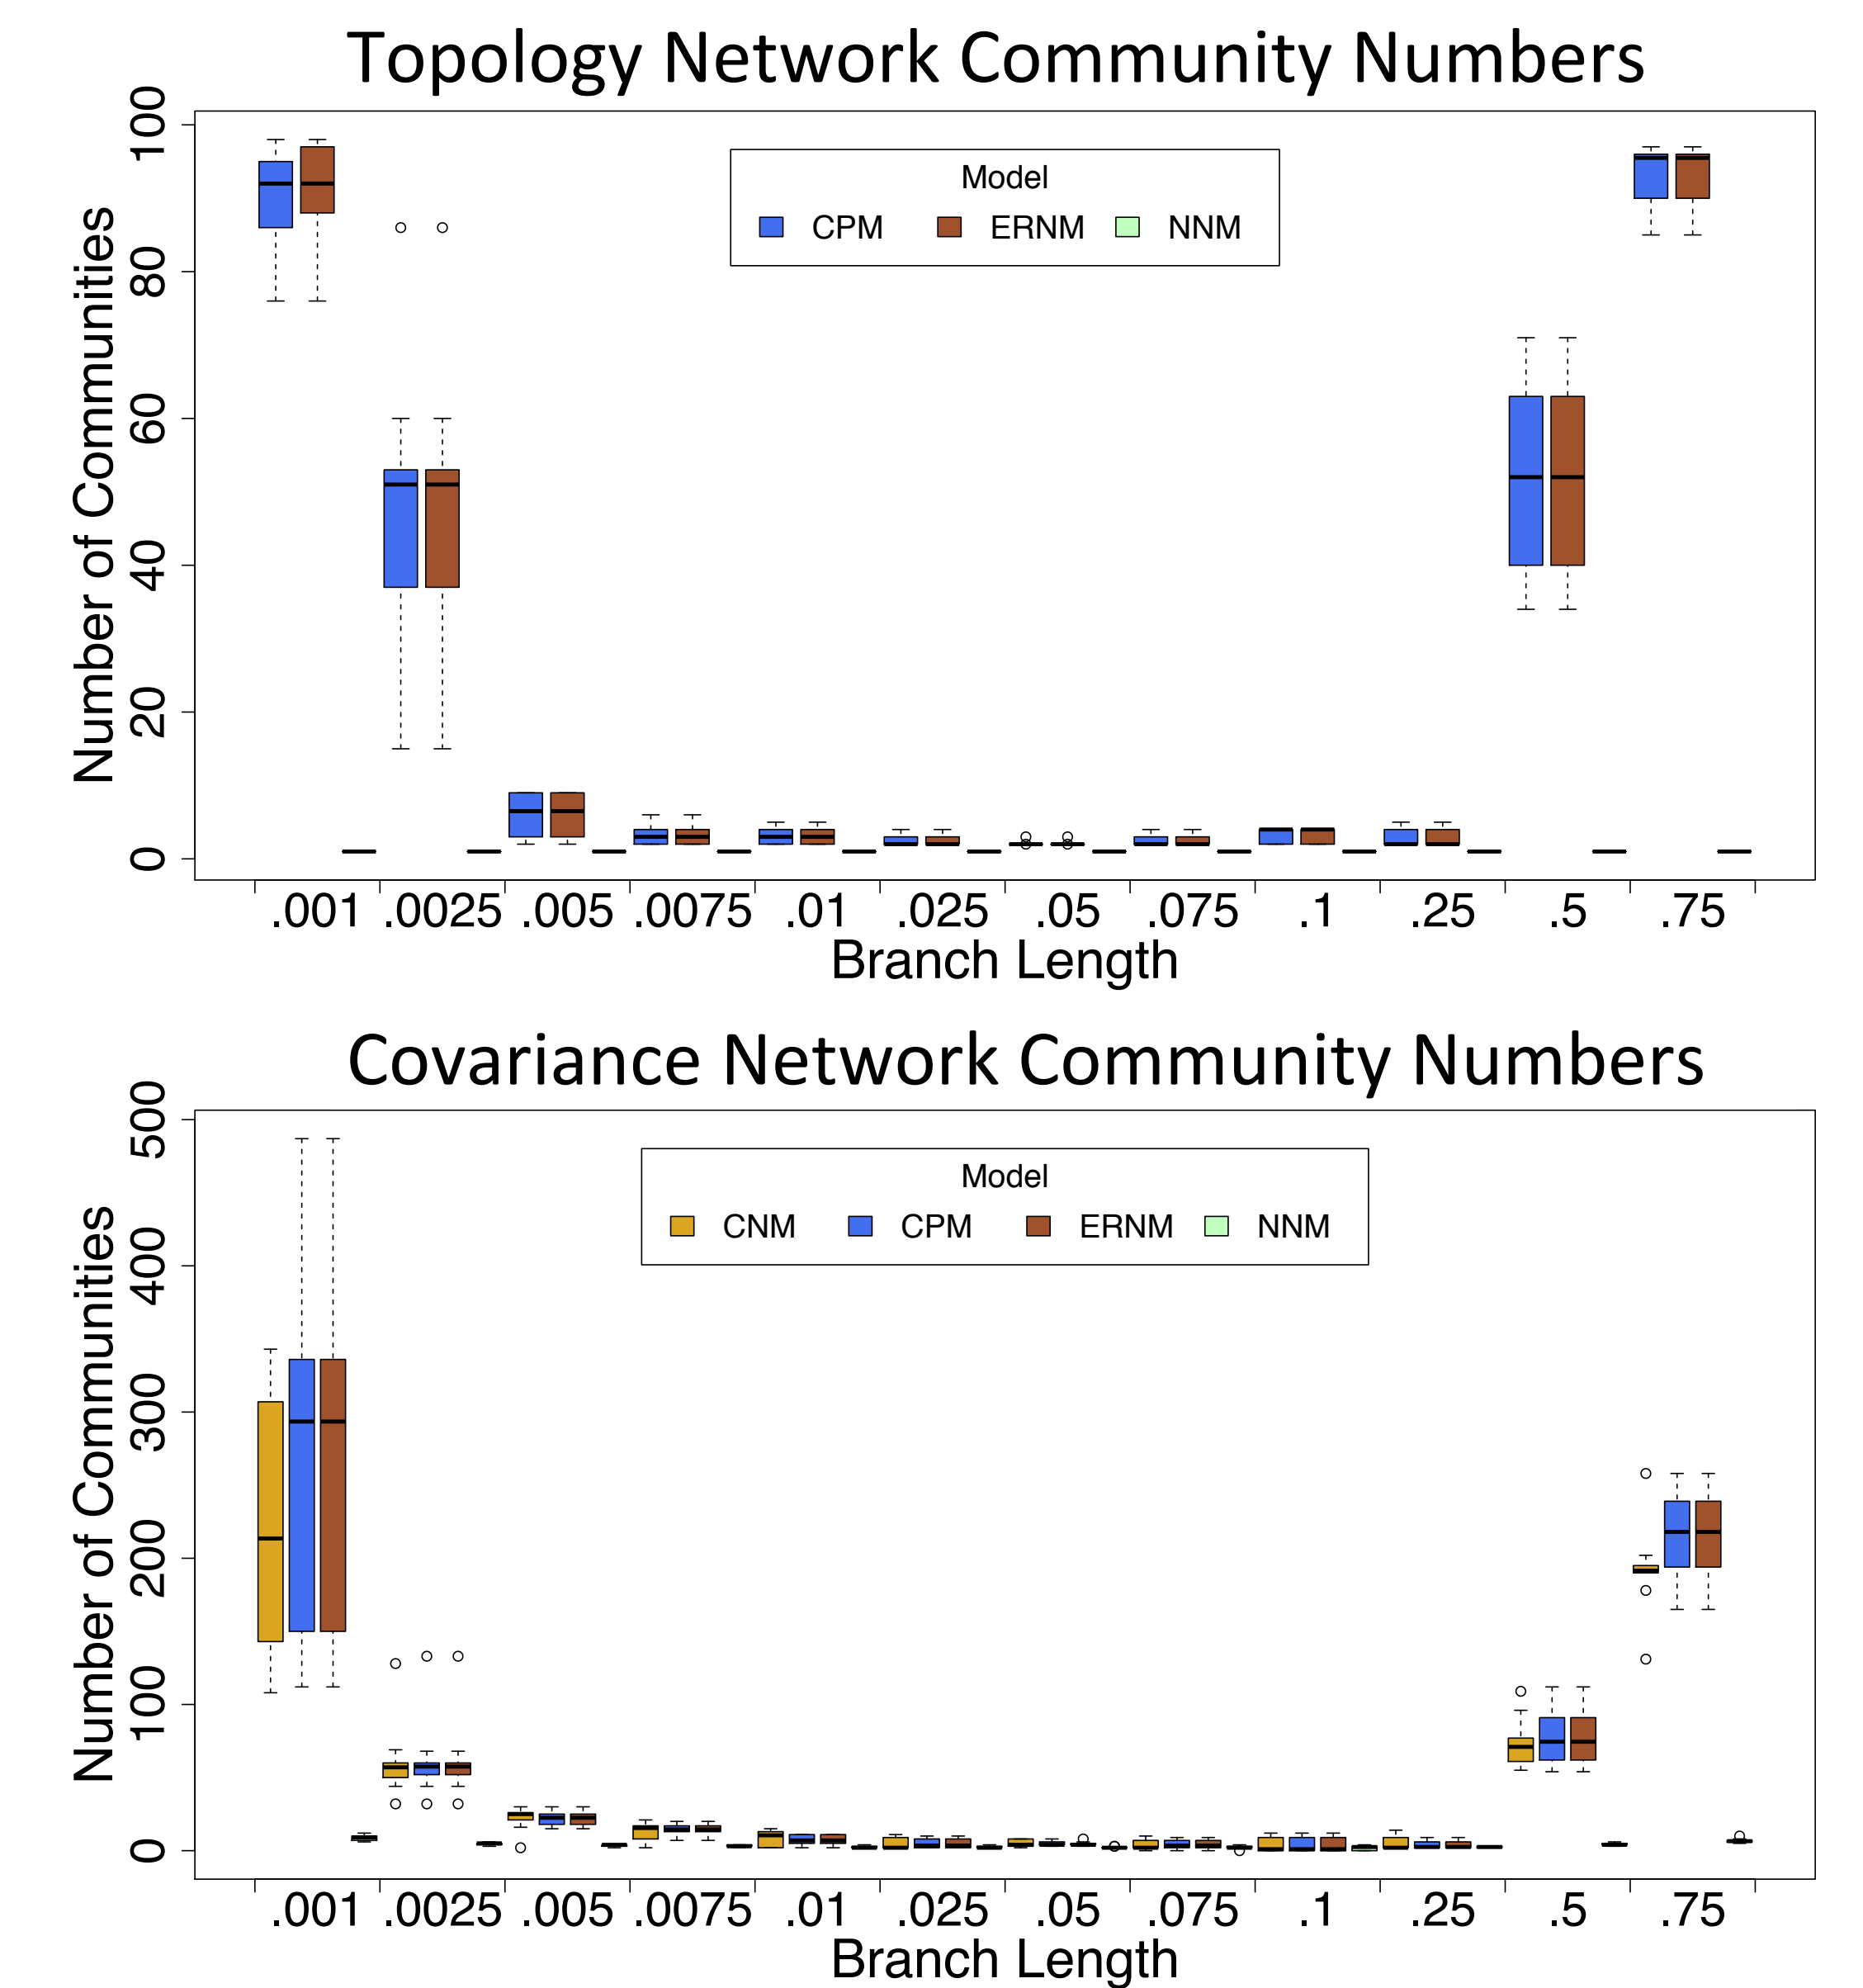 Topology Network Community Numbers
Number of Communities
100
80
60
40
20
0
Model
CPM ERNM NNM
.001 .0025 .005 .0075 .01 .025 .05 .075 .1 .25 .5 .75
Branch Length
Covariance Network Community Numbers
Number of Communities
500
400
300
200
100
0
Model
CNM CPM ERNM NNM
.001 .0025 .005 .0075 .01 .025 .05 .075 .1 .25 .5 .75
Branch Length